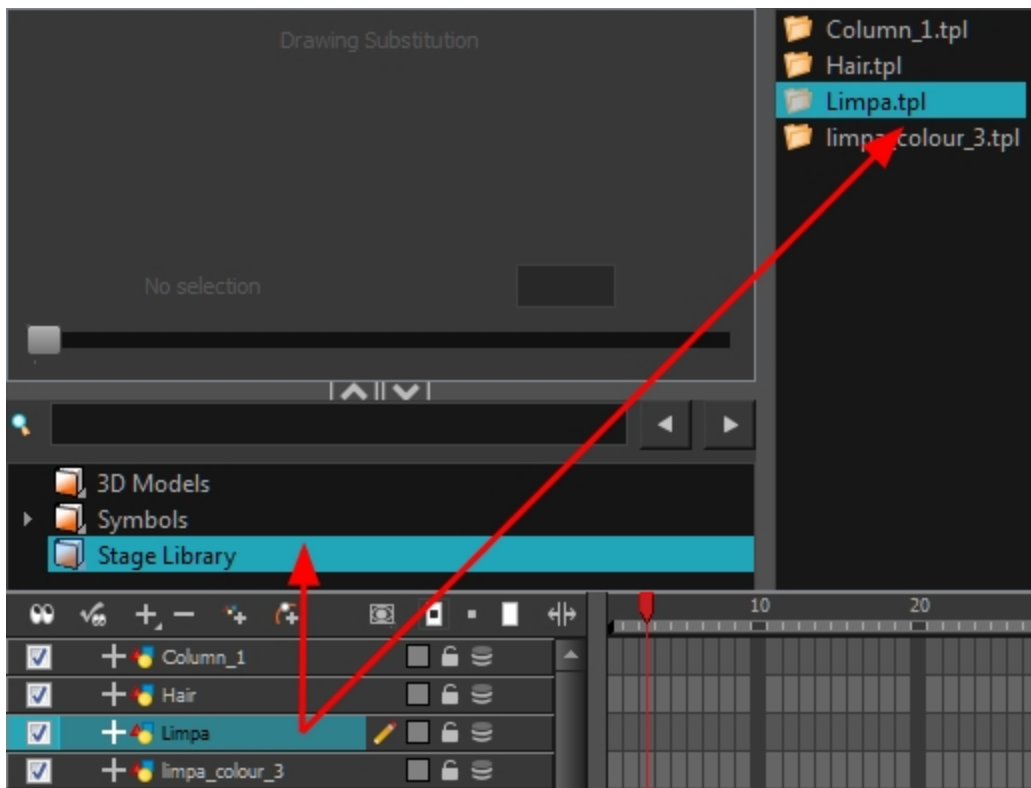 Drawing Substitution
No selection
Column_1.tpl
Hair.tpl
Limpa.tpl
limpa_colour_3.tpl
3D Models
Symbols
Stage Library
10 20
Column_1
Hair
Limpa
limpa_colour_3